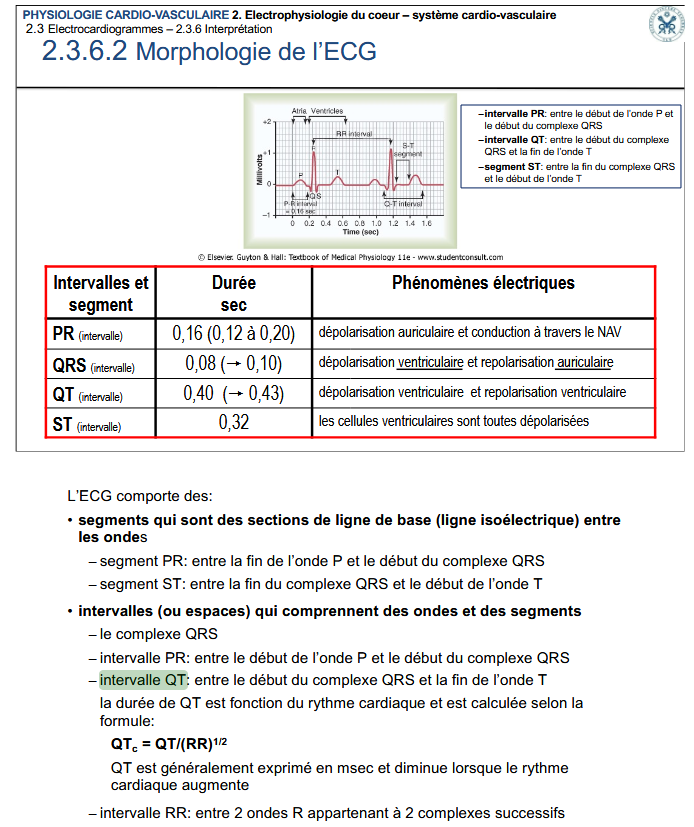 PHYSIOLOGIE CARDIO-VASCULAIRE 2. Electrophysiologie du coeur – système cardio-vasculaire
2.3 Electrocardiogrammes – 2.3.6 Interprétation
2.3.6.2 Morphologie de l'ECG
Atria Ventricles
RR interval
S-T
segment
R
P
T
QS
P-R interval
= 0.16 sec
Q-T interval
Millivolts
+2
+1
0
−1
0 0.2 0.4 0.6 0.8 1.0 1.2 1.4 1.6
Time (sec)
–intervalle PR: entre le début de l'onde P et
le début du complexe QRS
–intervalle QT: entre le début du complexe
QRS et la fin de l'onde T
–segment ST: entre la fin du complexe QRS
et le début de l'onde T
© Elsevier. Guyton & Hall: Textbook of Medical Physiology 11e - www.studentconsult.com
Intervalles et segment | Durée sec | Phénomènes électriques
PR (intervalle) | 0,16 (0,12 à 0,20) | dépolarisation auriculaire et conduction à travers le NAV
QRS (intervalle) | 0,08 (→ 0,10) | dépolarisation ventriculaire et repolarisation auriculaire
QT (intervalle) | 0,40 (→ 0,43) | dépolarisation ventriculaire et repolarisation ventriculaire
ST (intervalle) | 0,32 | les cellules ventriculaires sont toutes dépolarisées
L'ECG comporte des:
• segments qui sont des sections de ligne de base (ligne isoélectrique) entre
les ondes
– segment PR: entre la fin de l'onde P et le début du complexe QRS
– segment ST: entre la fin du complexe QRS et le début de l'onde T
• intervalles (ou espaces) qui comprennent des ondes et des segments
– le complexe QRS
– intervalle PR: entre le début de l'onde P et le début du complexe QRS
– intervalle QT: entre le début du complexe QRS et la fin de l'onde T
la durée de QT est fonction du rythme cardiaque et est calculée selon la
formule:
QTc = QT/(RR)1/2
QT est généralement exprimé en msec et diminue lorsque le rythme
cardiaque augmente
– intervalle RR: entre 2 ondes R appartenant à 2 complexes successifs